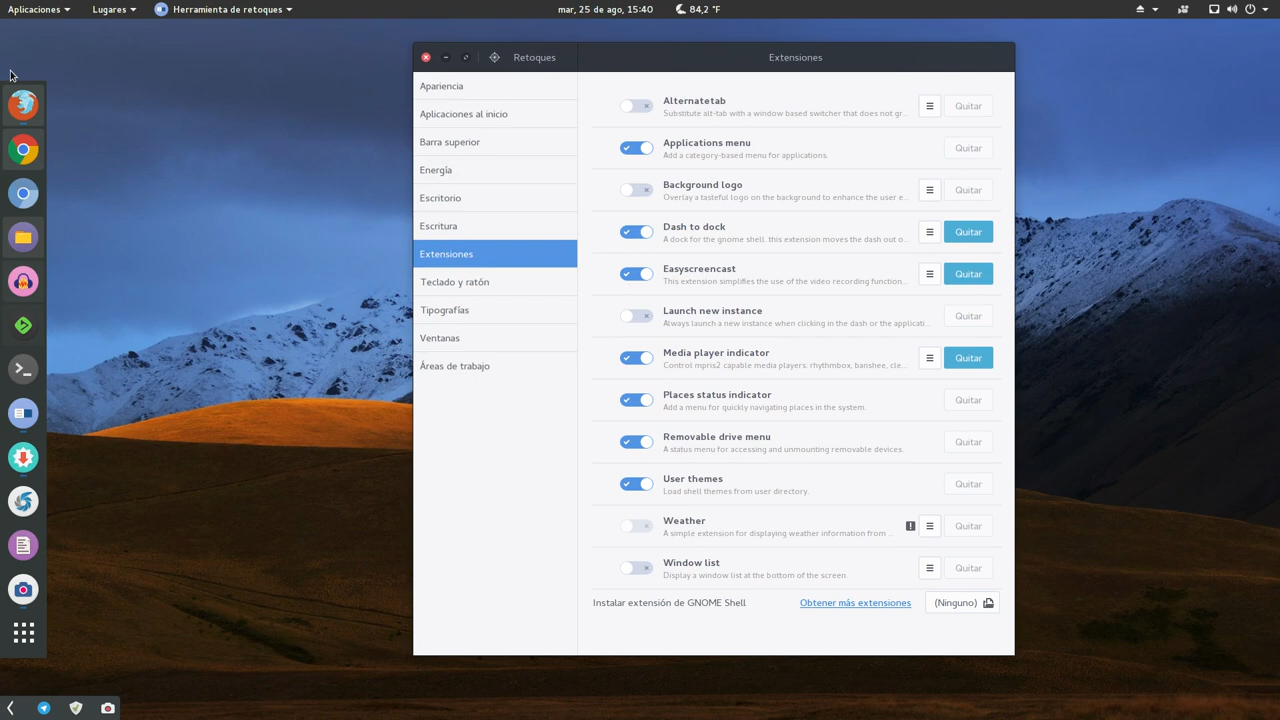 Aplicaciones Lugares Herramienta de retoques mar, 25 de ago, 15:40 84,2 °F
Retoques Extensiones
Apariencia
Aplicaciones al inicio
Barra superior
Energía
Escritorio
Escritura
Extensiones
Teclado y ratón
Tipografías
Ventanas
Áreas de trabajo
Alternatetab
Substitute alt-tab with a window based switcher that does not gr...
Quitar
Applications menu
Add a category-based menu for applications.
Quitar
Background logo
Overlay a tasteful logo on the background to enhance the user e...
Quitar
Dash to dock
A dock for the gnome shell. this extension moves the dash out o...
Quitar
Easyscreencast
This extension simplifies the use of the video recording function...
Quitar
Launch new instance
Always launch a new instance when clicking in the dash or the applicati...
Quitar
Media player indicator
Control mpris2 capable media players: rhythmbox, banshee, cle...
Quitar
Places status indicator
Add a menu for quickly navigating places in the system.
Quitar
Removable drive menu
A status menu for accessing and unmounting removable devices.
Quitar
User themes
Load shell themes from user directory.
Quitar
Weather
A simple extension for displaying weather information from ...
Quitar
Window list
Display a window list at the bottom of the screen.
Quitar
Instalar extensión de GNOME Shell Obtener más extensiones (Ninguno)